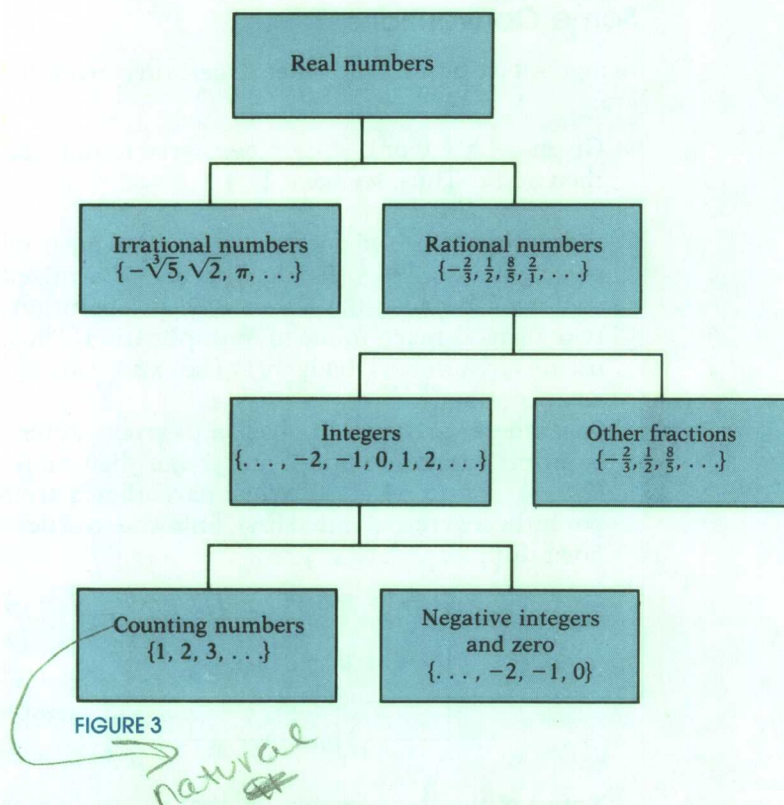 Real numbers
Irrational numbers
{−∛5, √2, π, . . .}
Rational numbers
{−2/3, 1/2, 8/5, 2/1, . . .}
Integers
{. . . , −2, −1, 0, 1, 2, . . .}
Other fractions
{−2/3, 1/2, 8/5, . . .}
Counting numbers
{1, 2, 3, . . .}
Negative integers
and zero
{. . . , −2, −1, 0}
FIGURE 3
natural